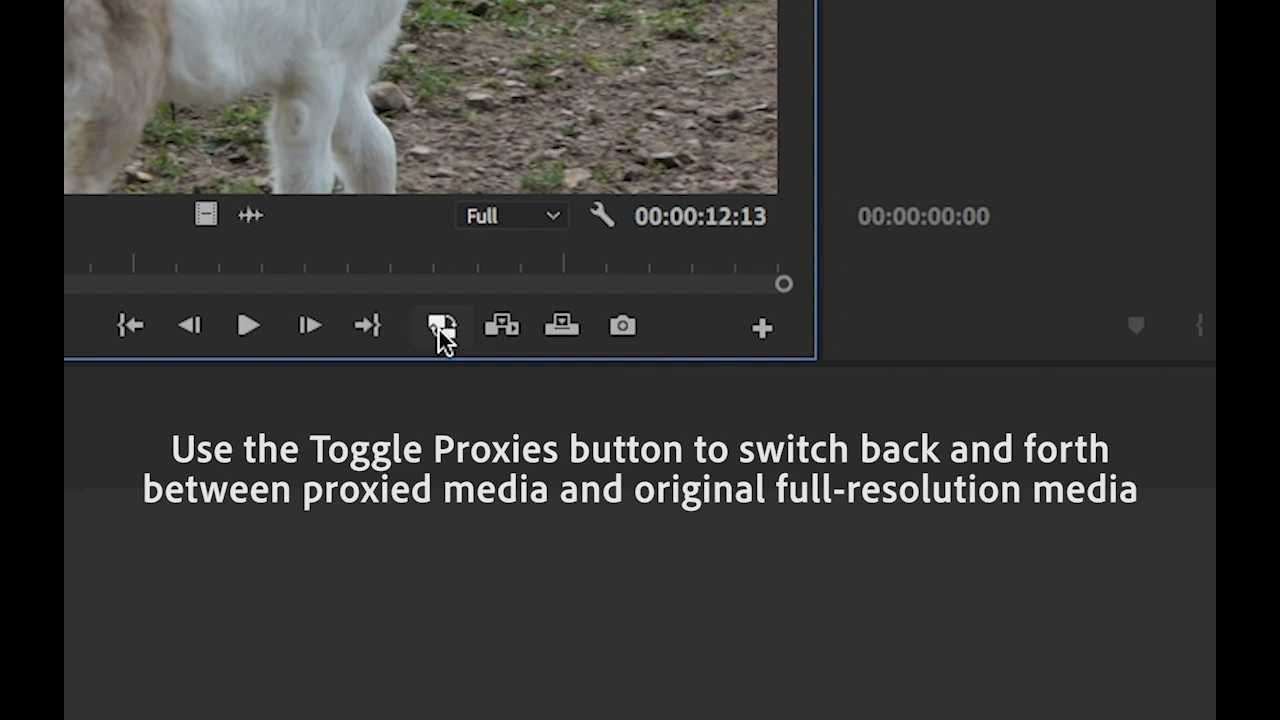 Full
00:00:12:13
00:00:00:00
Use the Toggle Proxies button to switch back and forth
between proxied media and original full-resolution media